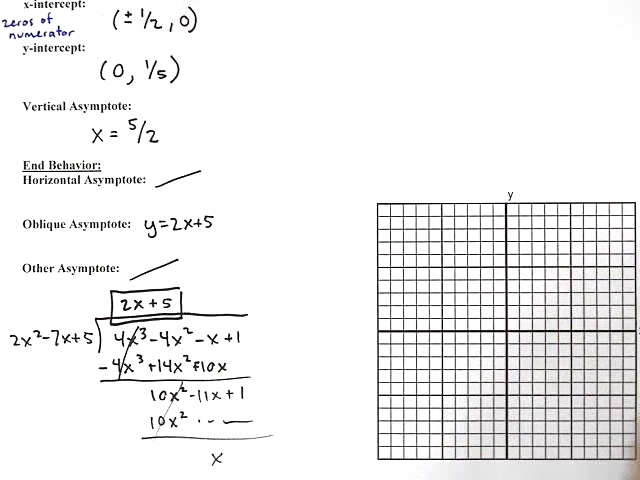 x-intercept:
zeros of
numerator
(± 1/2, 0)
y-intercept:
(0, 1/5)
Vertical Asymptote:
x = 5/2
End Behavior:
Horizontal Asymptote:
Oblique Asymptote: y=2x+5
Other Asymptote:
2x + 5
2x²-7x+5) 4x³-4x²-x+1
-4x³+14x²+10x
10x²-11x+1
10x² - - —
x
y